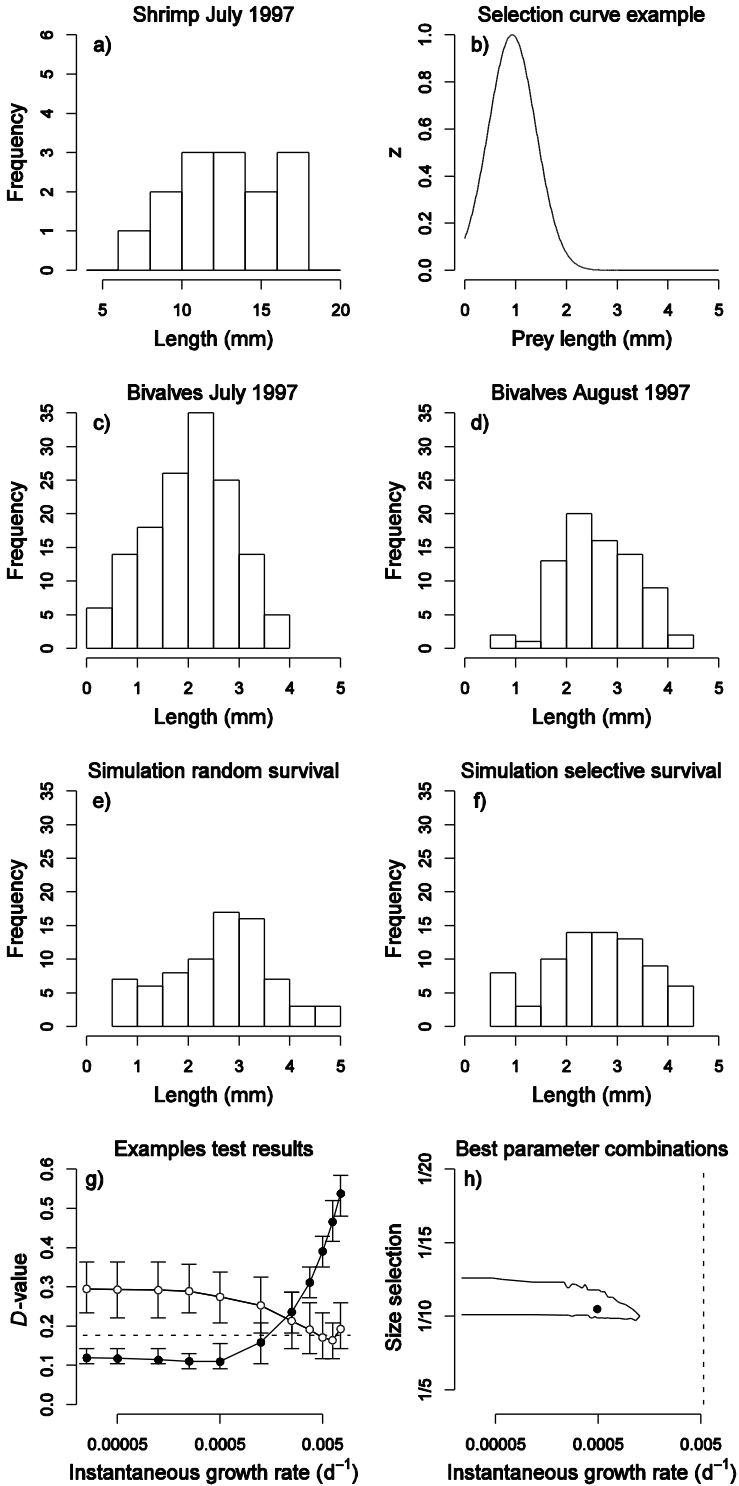 Shrimp July 1997
a)
Frequency
0 1 2 3 4 5 6
5 10 15 20
Length (mm)
Selection curve example
b)
z
0.0 0.2 0.4 0.6 0.8 1.0
0 1 2 3 4 5
Prey length (mm)
Bivalves July 1997
c)
Frequency
0 5 10 15 20 25 30 35
0 1 2 3 4 5
Length (mm)
Bivalves August 1997
d)
Frequency
0 5 10 15 20 25 30 35
0 1 2 3 4 5
Length (mm)
Simulation random survival
e)
Frequency
0 5 10 15 20 25 30 35
0 1 2 3 4 5
Length (mm)
Simulation selective survival
f)
Frequency
0 5 10 15 20 25 30 35
0 1 2 3 4 5
Length (mm)
Examples test results
g)
D-value
0.0 0.1 0.2 0.3 0.4 0.5 0.6
0.00005 0.0005 0.005
Instantaneous growth rate (d⁻¹)
Best parameter combinations
h)
Size selection
1/5 1/10 1/15 1/20
0.00005 0.0005 0.005
Instantaneous growth rate (d⁻¹)